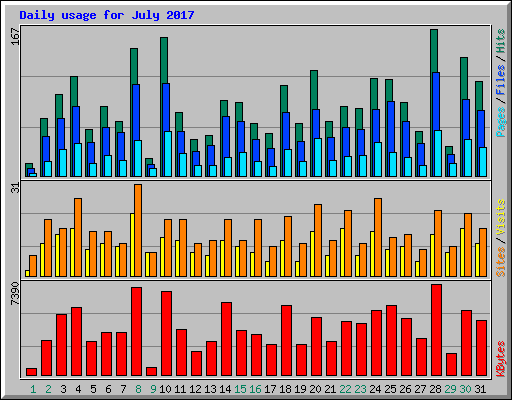 Daily usage for July 2017
167
Pages/Files/Hits
31
Sites/Visits
7390
KBytes
1 2 3 4 5 6 7 8 9 10 11 12 13 14 15 16 17 18 19 20 21 22 23 24 25 26 27 28 29 30 31